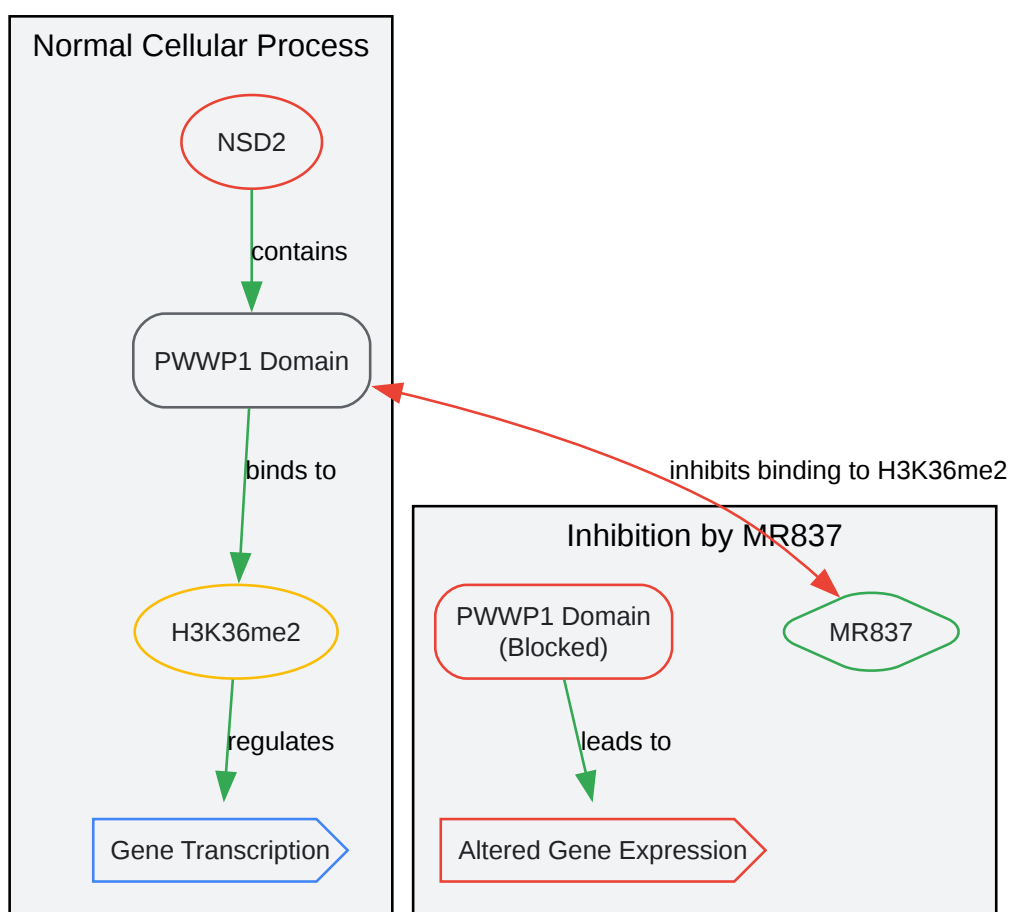 Normal Cellular Process
NSD2
contains
PWWP1 Domain
binds to
inhibits binding to H3K36me2
Inhibition by MR837
H3K36me2
PWWP1 Domain
(Blocked)
MR837
regulates
leads to
Gene Transcription
Altered Gene Expression